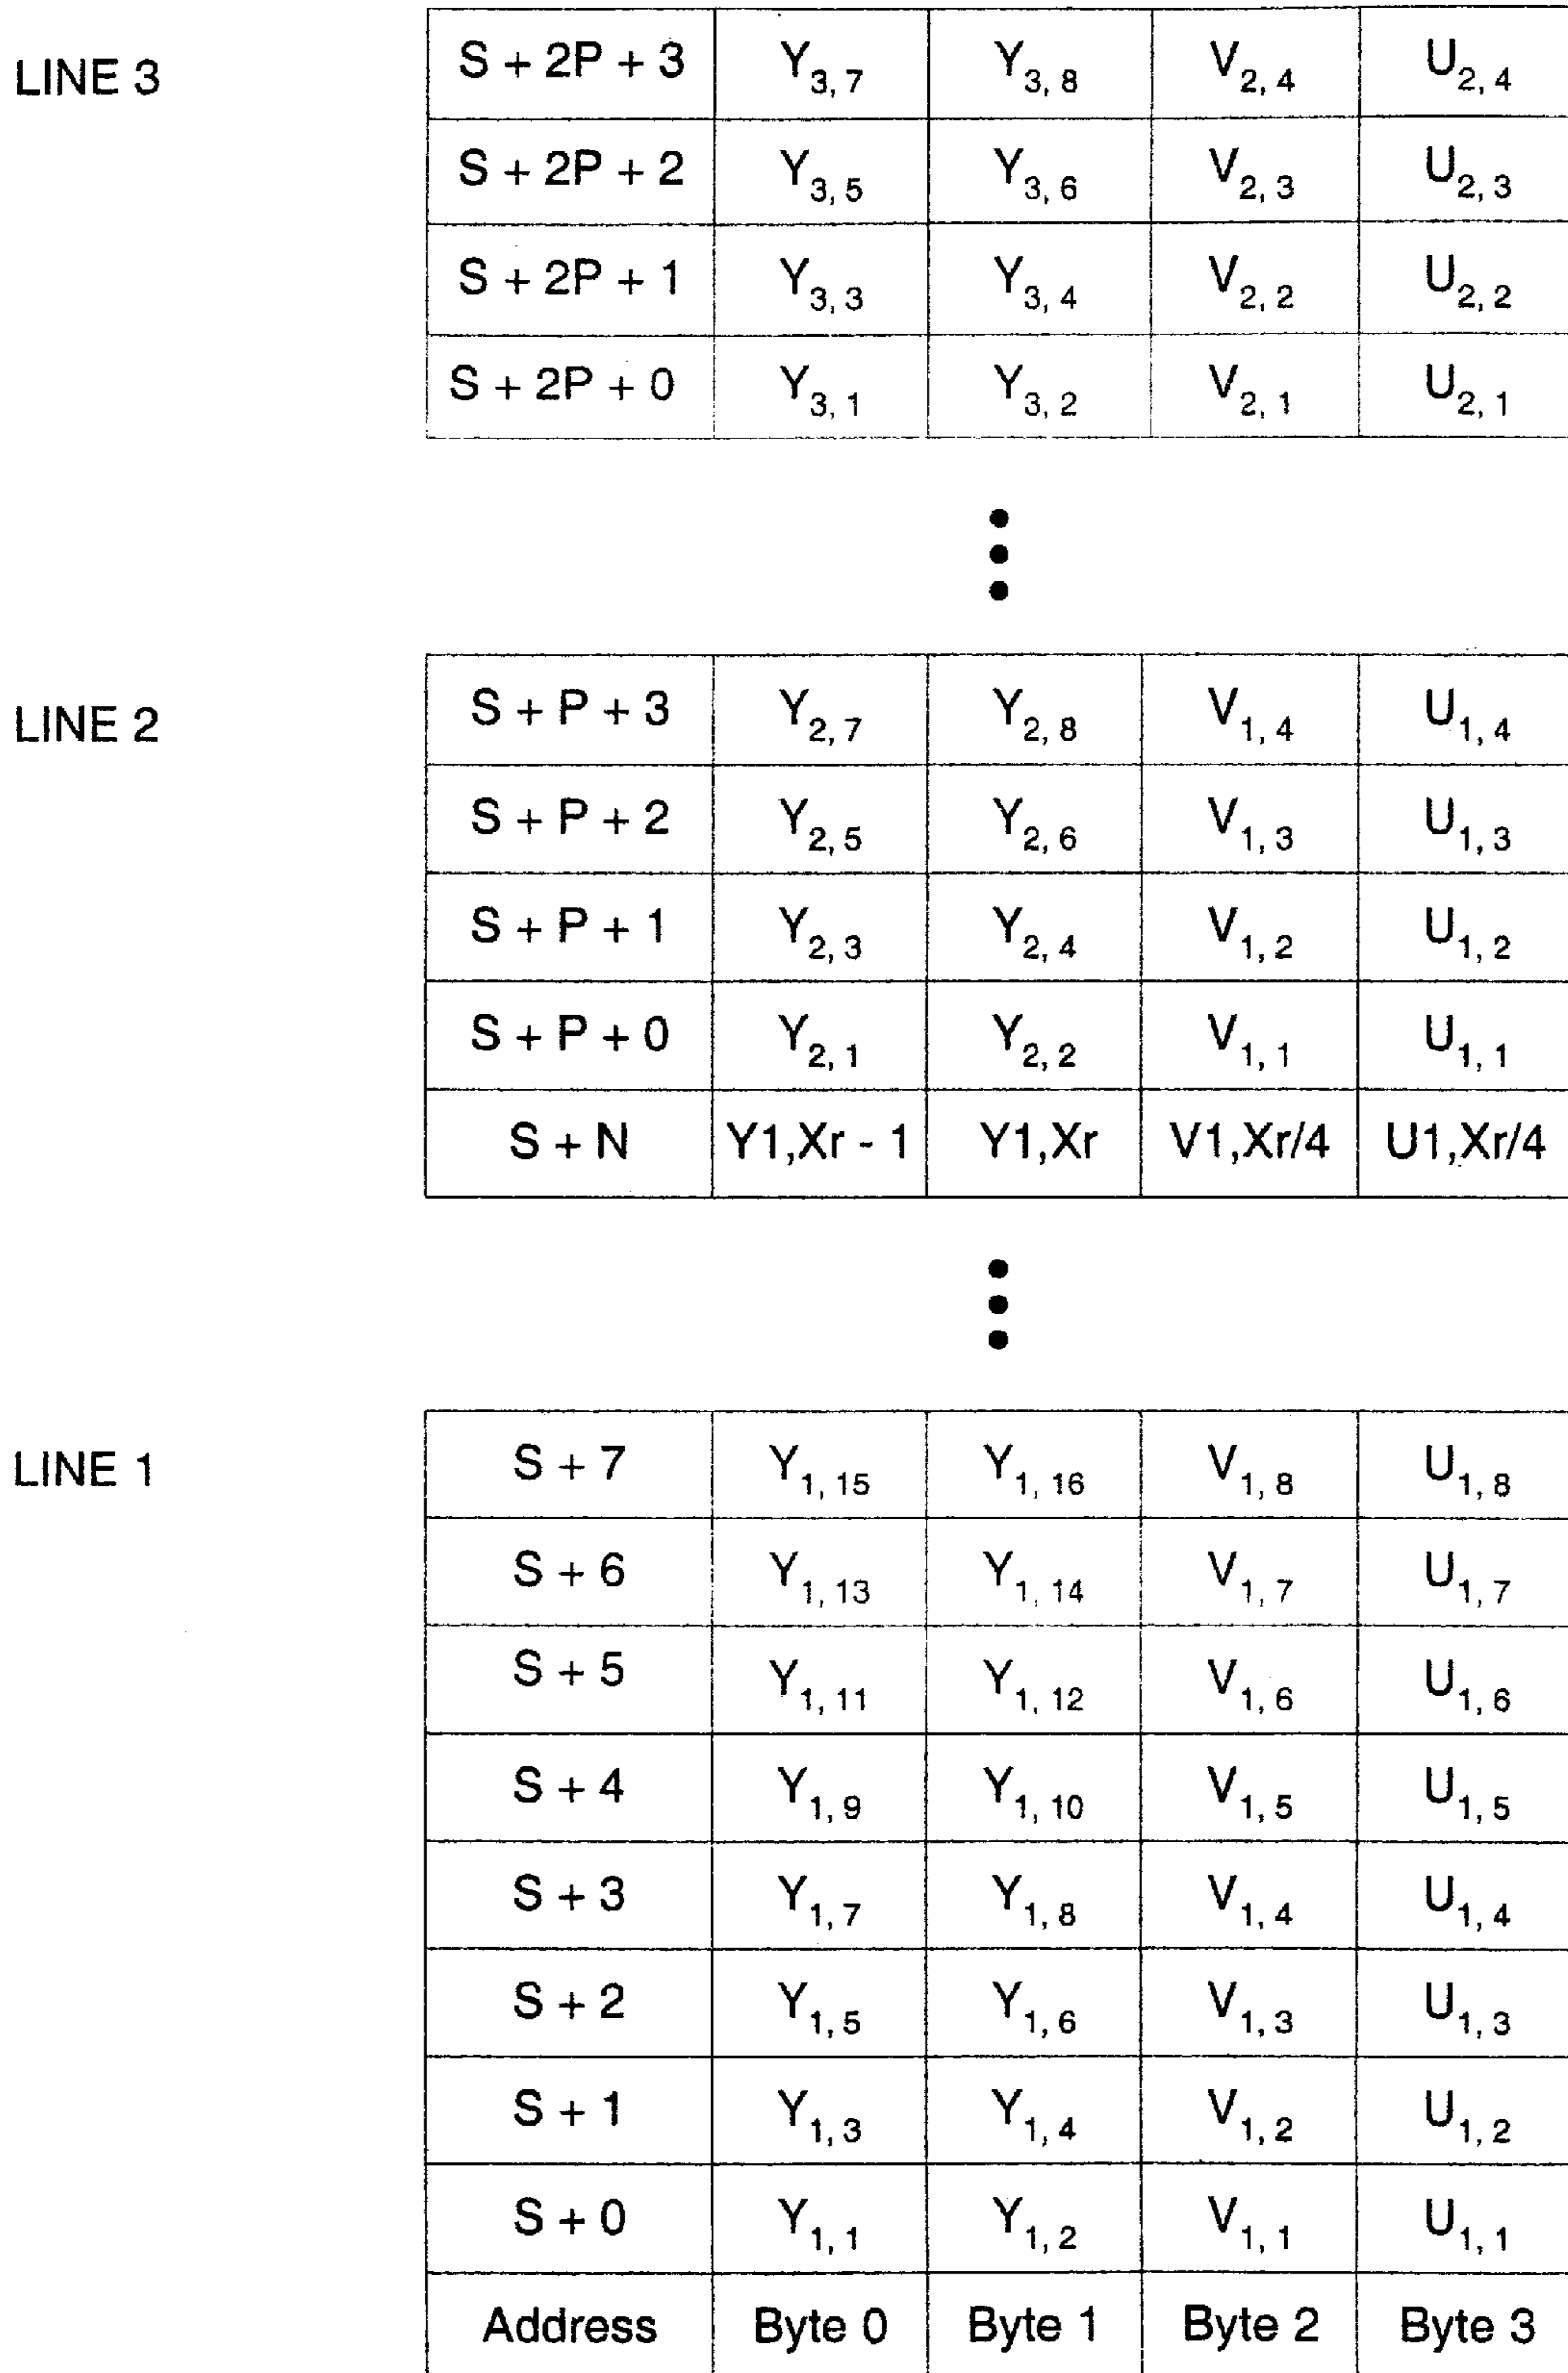 LINE 3
S + 2P + 3 Y3, 7 Y3, 8 V2, 4 U2, 4
S + 2P + 2 Y3, 5 Y3, 6 V2, 3 U2, 3
S + 2P + 1 Y3, 3 Y3, 4 V2, 2 U2, 2
S + 2P + 0 Y3, 1 Y3, 2 V2, 1 U2, 1
LINE 2
S + P + 3 Y2, 7 Y2, 8 V1, 4 U1, 4
S + P + 2 Y2, 5 Y2, 6 V1, 3 U1, 3
S + P + 1 Y2, 3 Y2, 4 V1, 2 U1, 2
S + P + 0 Y2, 1 Y2, 2 V1, 1 U1, 1
S + N Y1,Xr - 1 Y1,Xr V1,Xr/4 U1,Xr/4
LINE 1
S + 7 Y1, 15 Y1, 16 V1, 8 U1, 8
S + 6 Y1, 13 Y1, 14 V1, 7 U1, 7
S + 5 Y1, 11 Y1, 12 V1, 6 U1, 6
S + 4 Y1, 9 Y1, 10 V1, 5 U1, 5
S + 3 Y1, 7 Y1, 8 V1, 4 U1, 4
S + 2 Y1, 5 Y1, 6 V1, 3 U1, 3
S + 1 Y1, 3 Y1, 4 V1, 2 U1, 2
S + 0 Y1, 1 Y1, 2 V1, 1 U1, 1
Address Byte 0 Byte 1 Byte 2 Byte 3